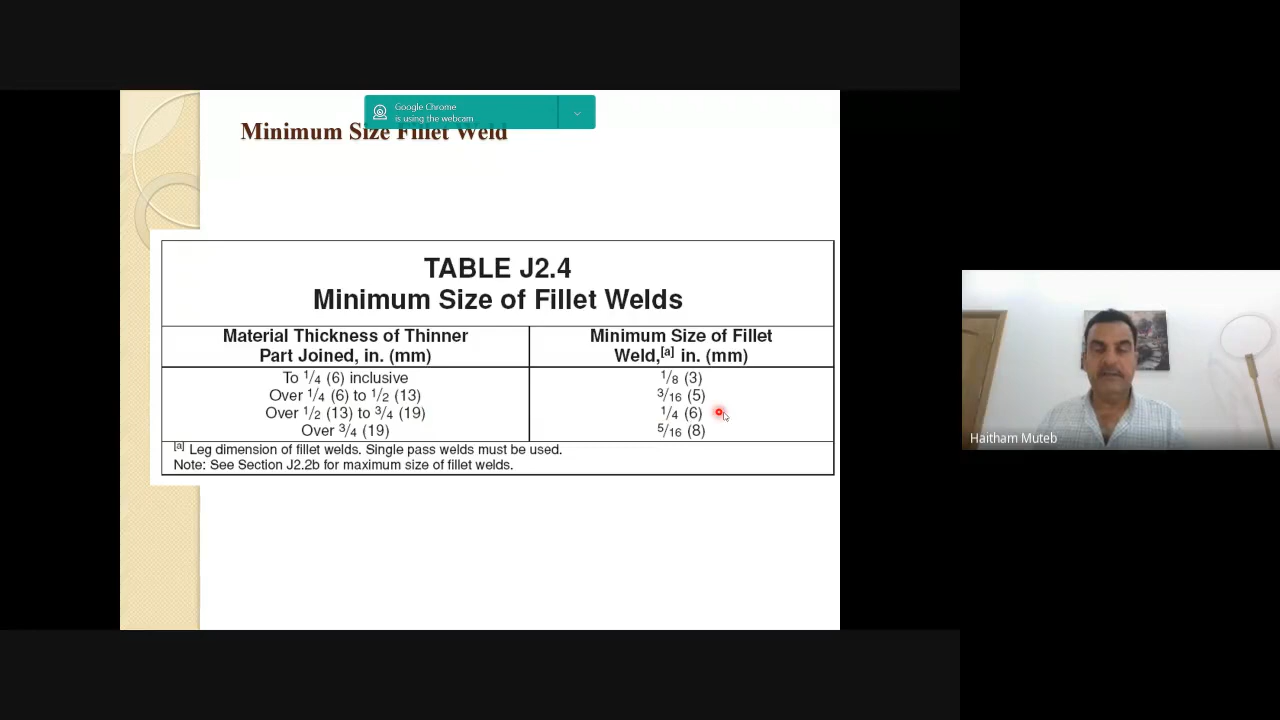 Google Chrome
is using the webcam
Minimum Size Fillet Weld
TABLE J2.4
Minimum Size of Fillet Welds
Material Thickness of Thinner
Part Joined, in. (mm)
Minimum Size of Fillet
Weld,[a] in. (mm)
To 1/4 (6) inclusive
1/8 (3)
Over 1/4 (6) to 1/2 (13)
3/16 (5)
Over 1/2 (13) to 3/4 (19)
1/4 (6)
Over 3/4 (19)
5/16 (8)
[a] Leg dimension of fillet welds. Single pass welds must be used.
Note: See Section J2.2b for maximum size of fillet welds.
Haitham Muteb